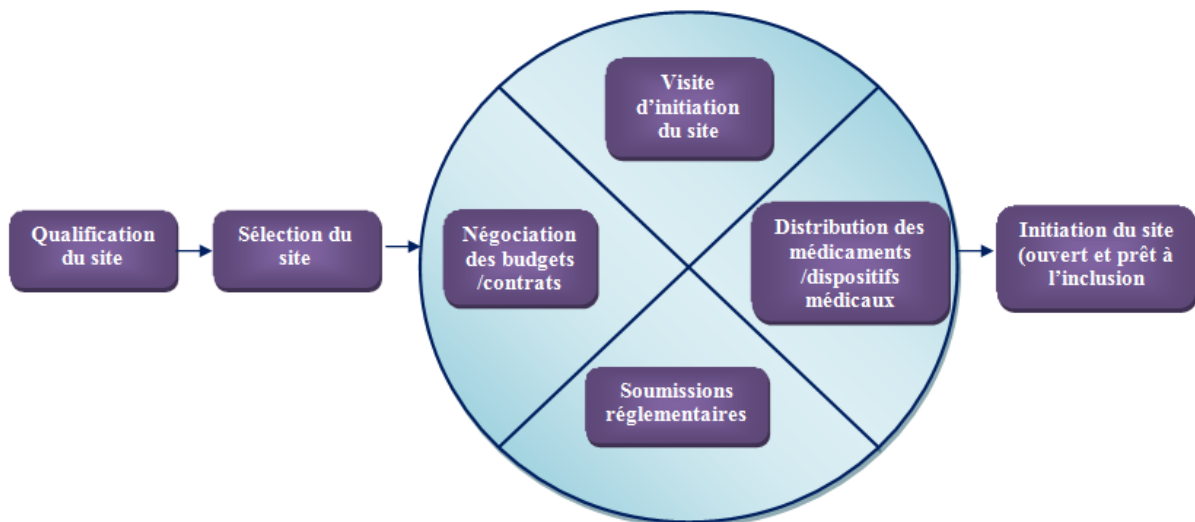 Qualification
du site
Sélection du
site
Négociation
des budgets
/contrats
Visite
d’initiation
du site
Soumissions
réglementaires
Distribution des
médicaments
/dispositifs
médicaux
Initiation du site
(ouvert et prêt à
l’inclusion